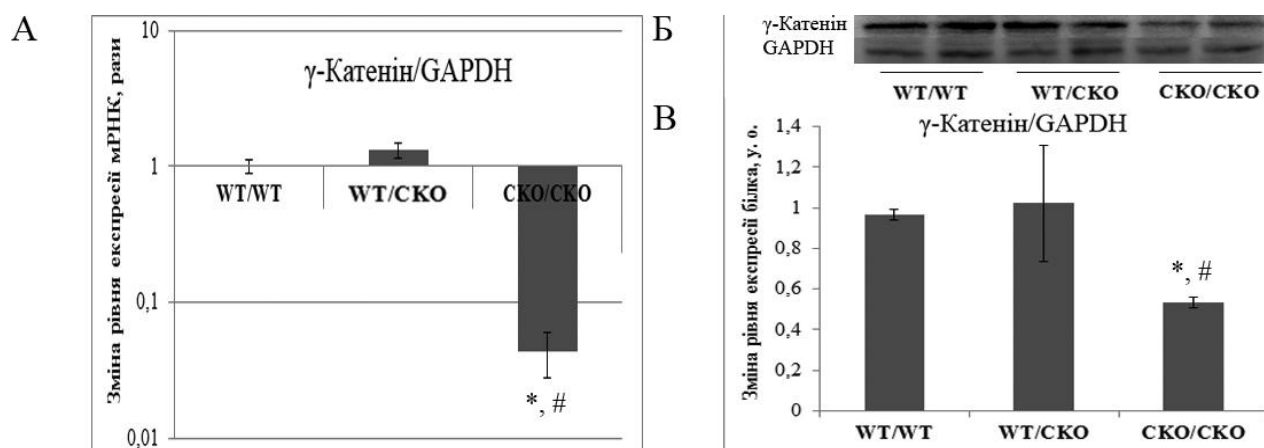 А
Зміна рівня експресії мРНК, рази
10
1
0,1
0,01
γ-Катенін/GAPDH
WT/WT
WT/CKO
CKO/CKO
*, #
Б
γ-Катенін
GAPDH
WT/WT
WT/CKO
CKO/CKO
В
Зміна рівня експресії білка, у. о.
γ-Катенін/GAPDH
1,4
1,2
1
0,8
0,6
0,4
0,2
0
*, #
WT/WT
WT/CKO
CKO/CKO